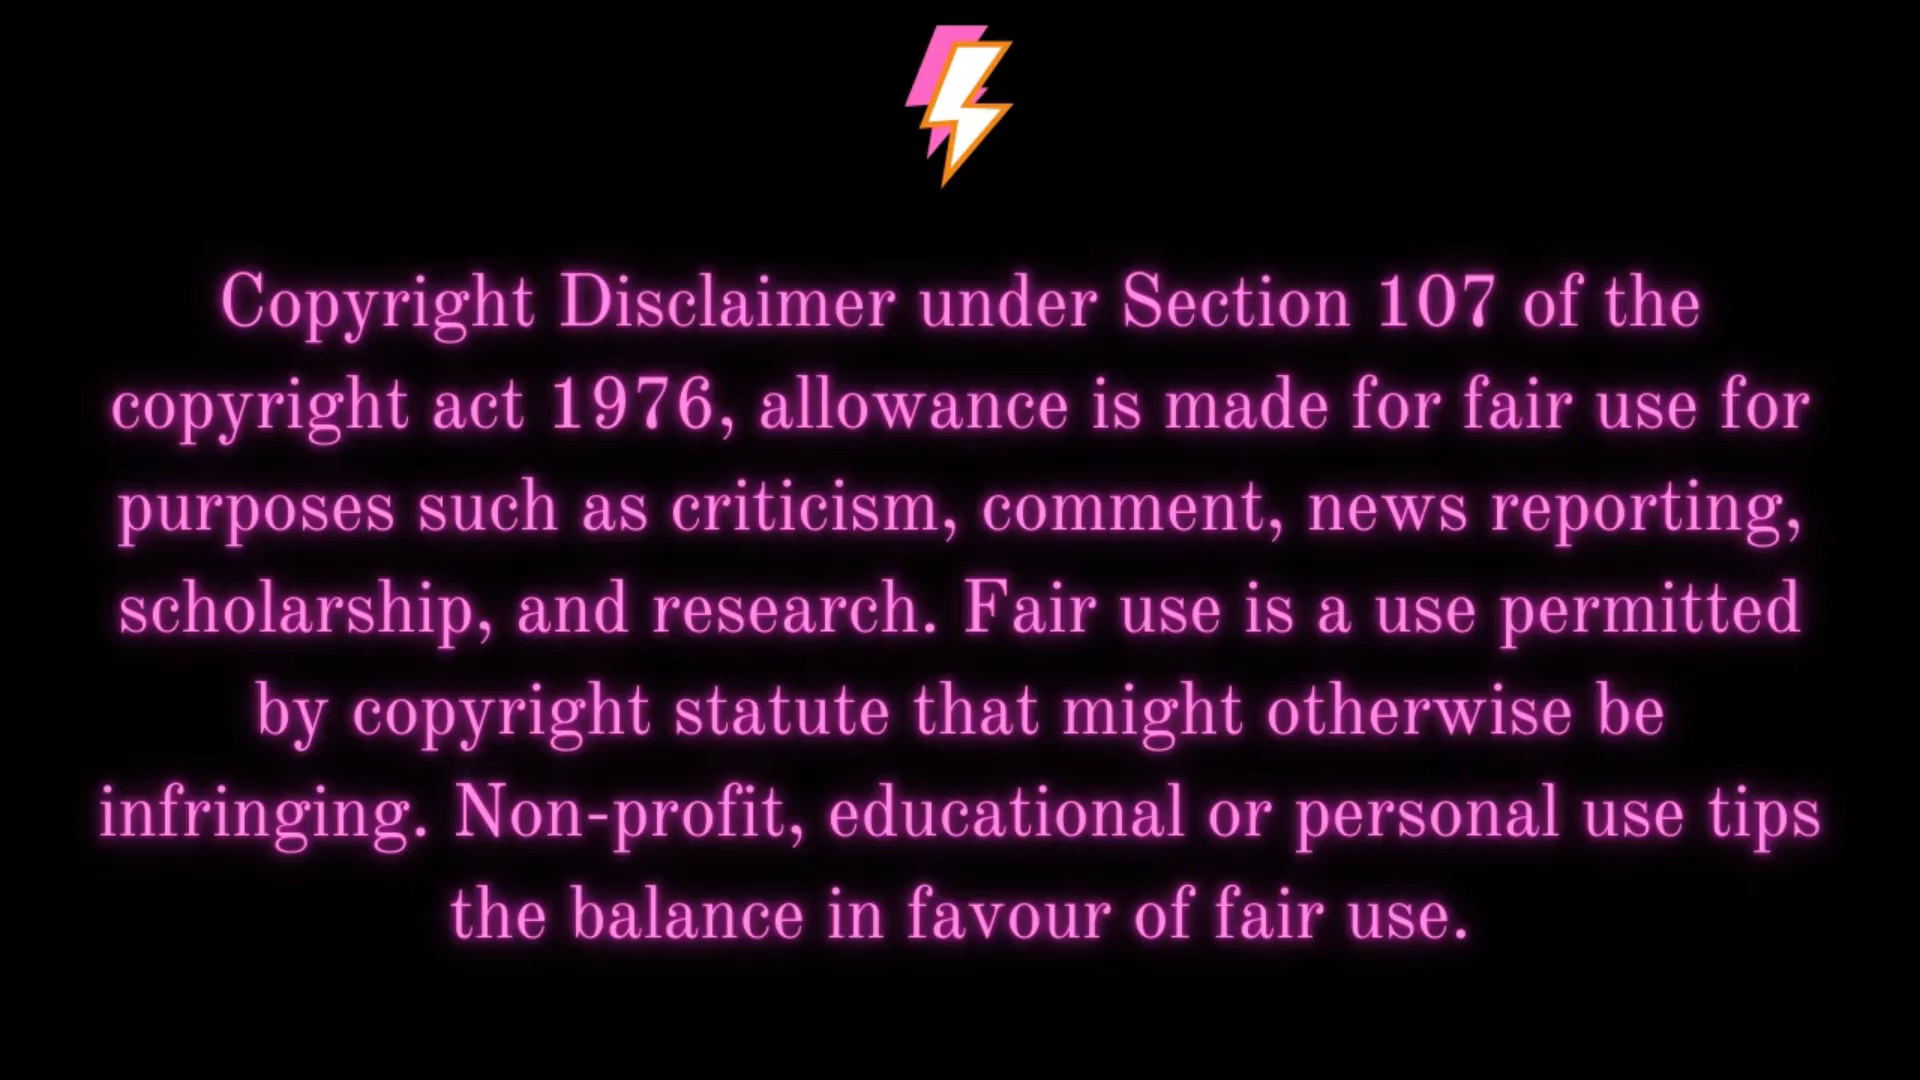 Copyright Disclaimer under Section 107 of the
copyright act 1976, allowance is made for fair use for
purposes such as criticism, comment, news reporting,
scholarship, and research. Fair use is a use permitted
by copyright statute that might otherwise be
infringing. Non-profit, educational or personal use tips
the balance in favour of fair use.